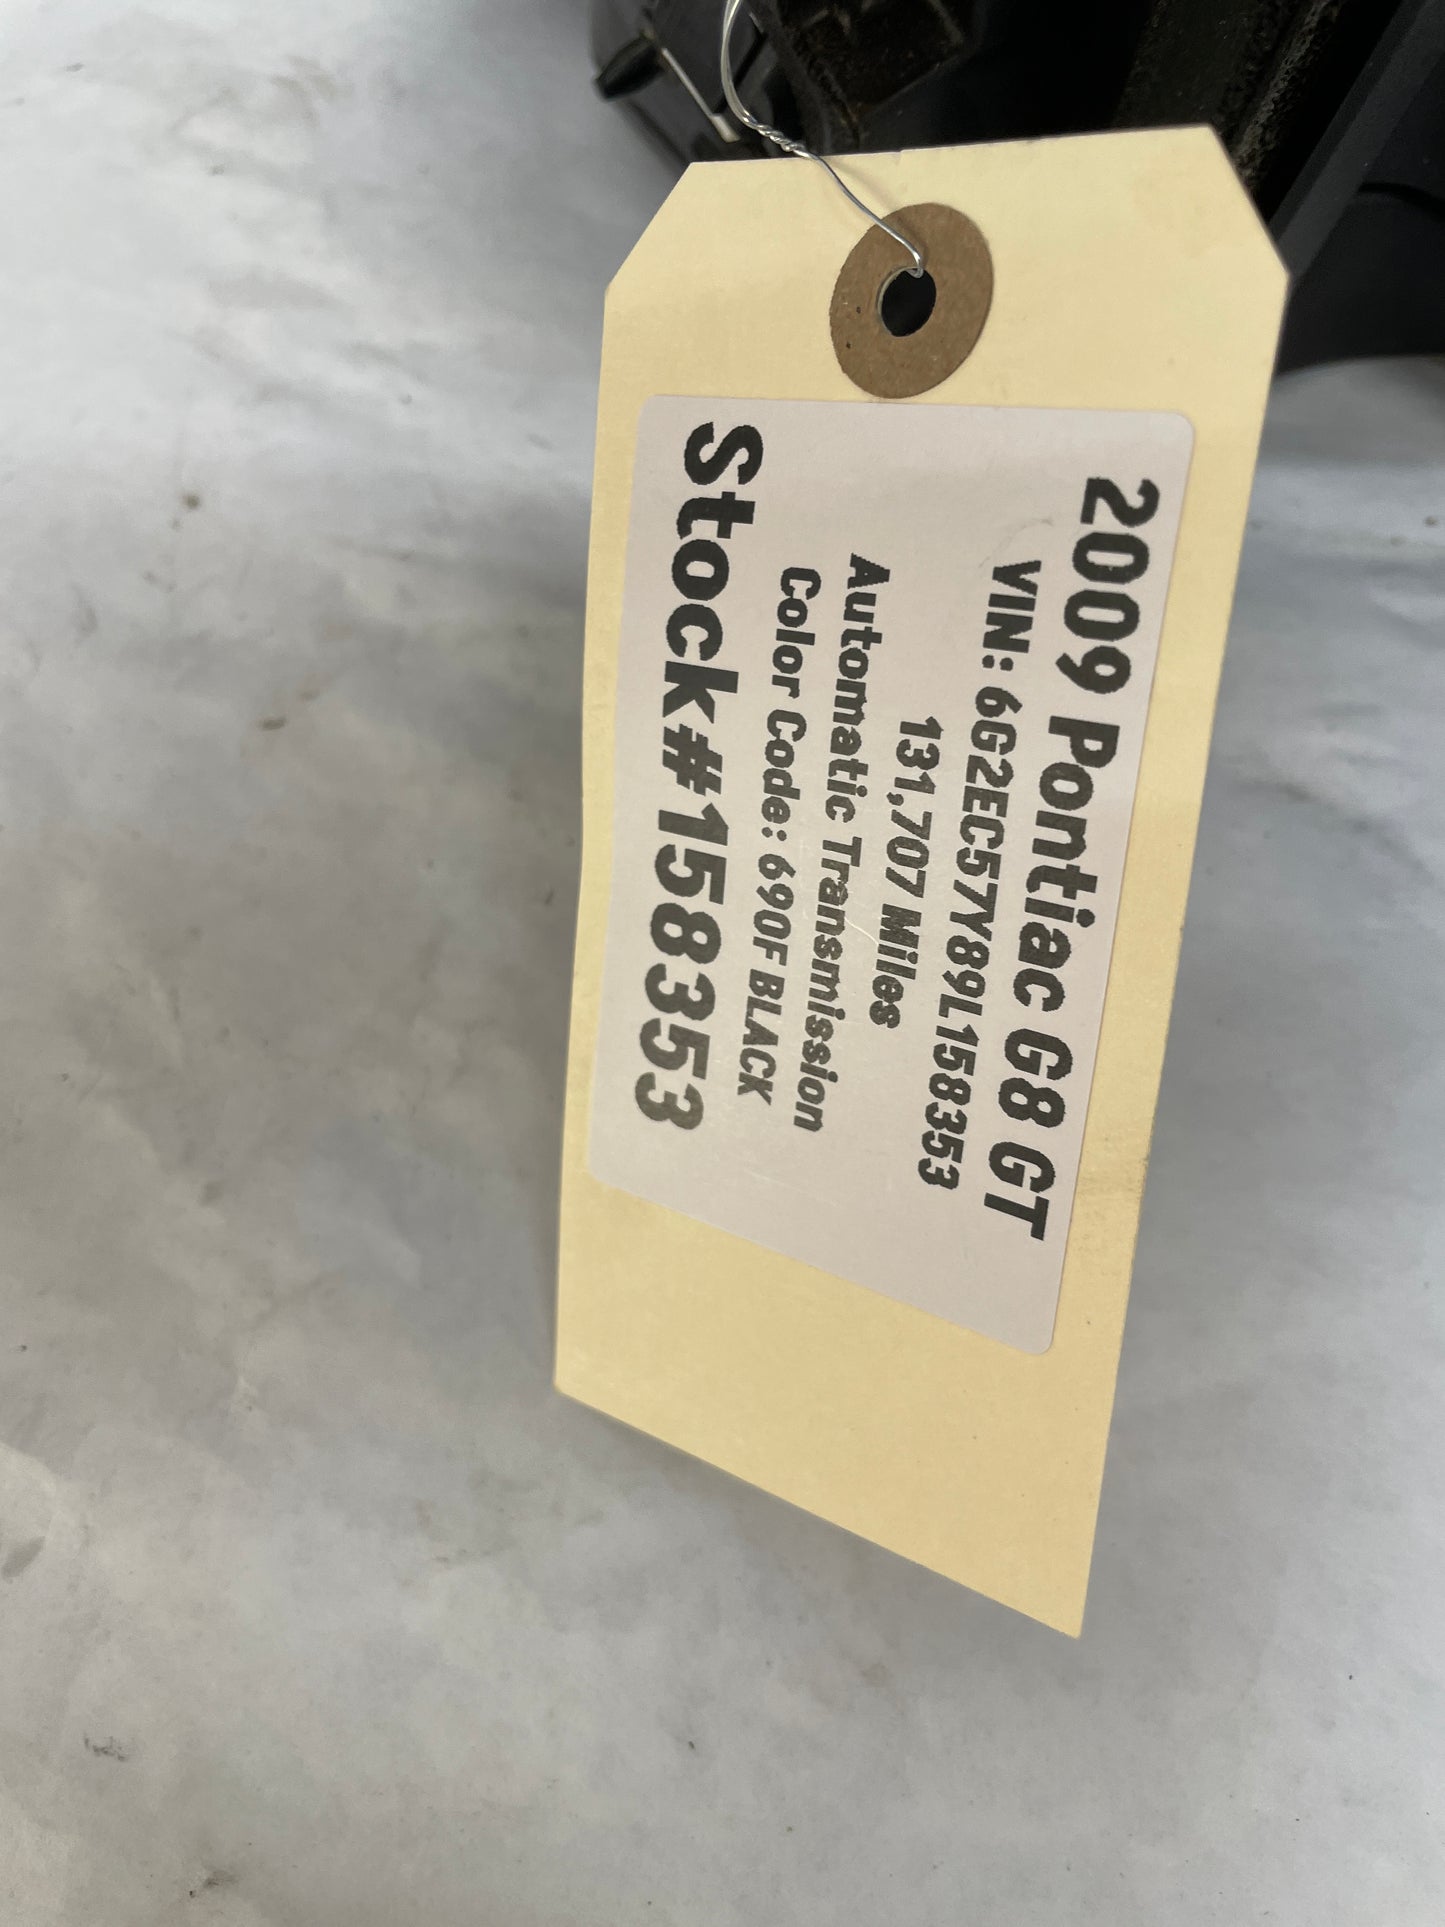 2009 Pontiac G8 GT
VIN: 6G2EC57Y89L158353
131,707 Miles
Automatic Transmission
Color Code: 690F BLACK
Stock#158353